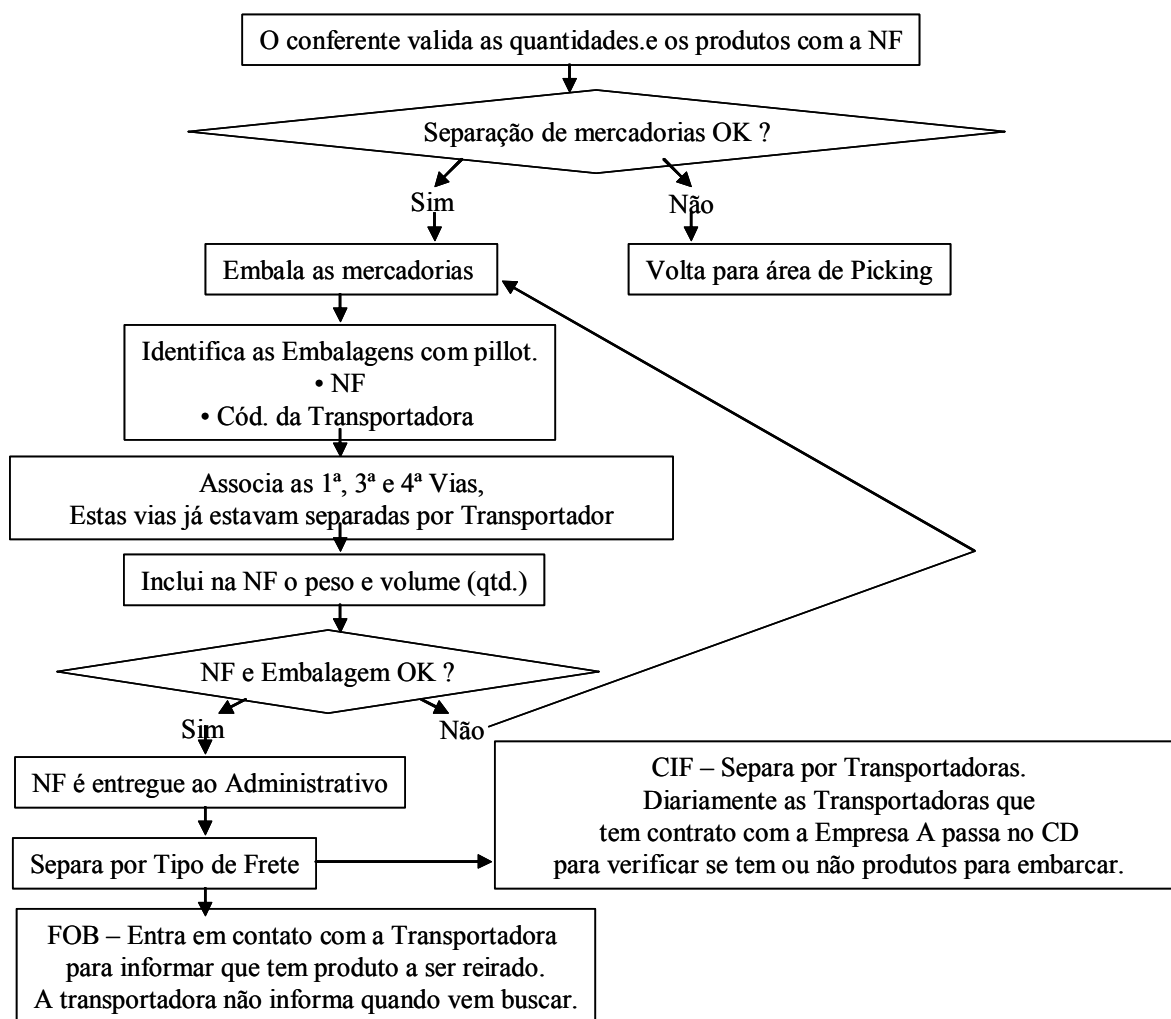 O conferente valida as quantidades.e os produtos com a NF
Separação de mercadorias OK ?
Sim
Não
Embala as mercadorias
Volta para área de Picking
Identifica as Embalagens com pillot.
• NF
• Cód. da Transportadora
Associa as 1ª, 3ª e 4ª Vias,
Estas vias já estavam separadas por Transportador
Inclui na NF o peso e volume (qtd.)
NF e Embalagem OK ?
Sim
Não
NF é entregue ao Administrativo
CIF – Separa por Transportadoras.
Diariamente as Transportadoras que
tem contrato com a Empresa A passa no CD
para verificar se tem ou não produtos para embarcar.
Separa por Tipo de Frete
FOB – Entra em contato com a Transportadora
para informar que tem produto a ser reirado.
A transportadora não informa quando vem buscar.